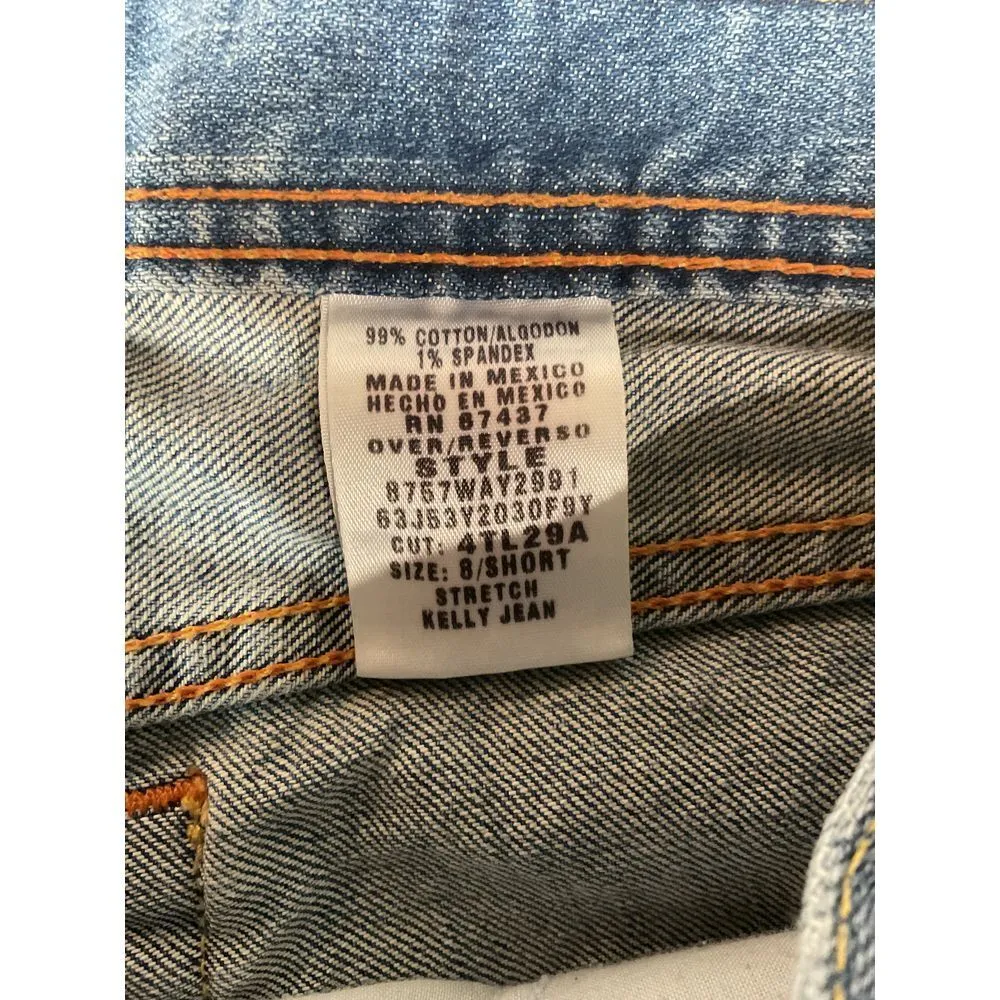 99% COTTON/ALGODON
1% SPANDEX
MADE IN MEXICO
HECHO EN MEXICO
RN 67437
OVER/REVERSO
STYLE
8757WAY2991
63J53Y2030F9Y
CUT: 4TL29A
SIZE: 8/SHORT
STRETCH
KELLY JEAN